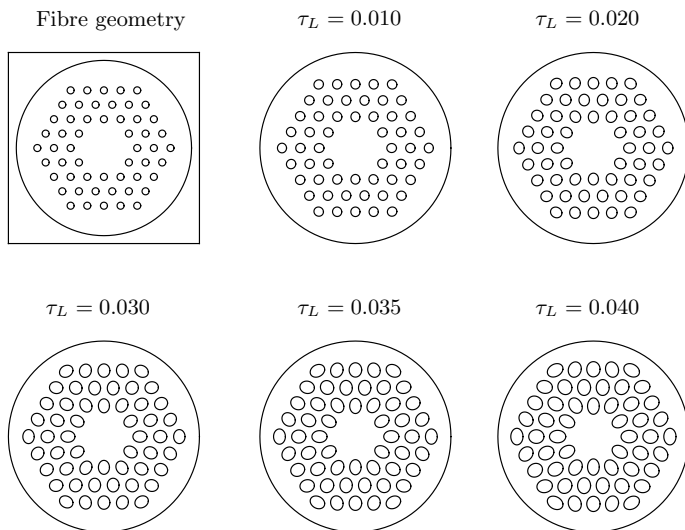 Fibre geometry
τ_L = 0.010
τ_L = 0.020
τ_L = 0.030
τ_L = 0.035
τ_L = 0.040